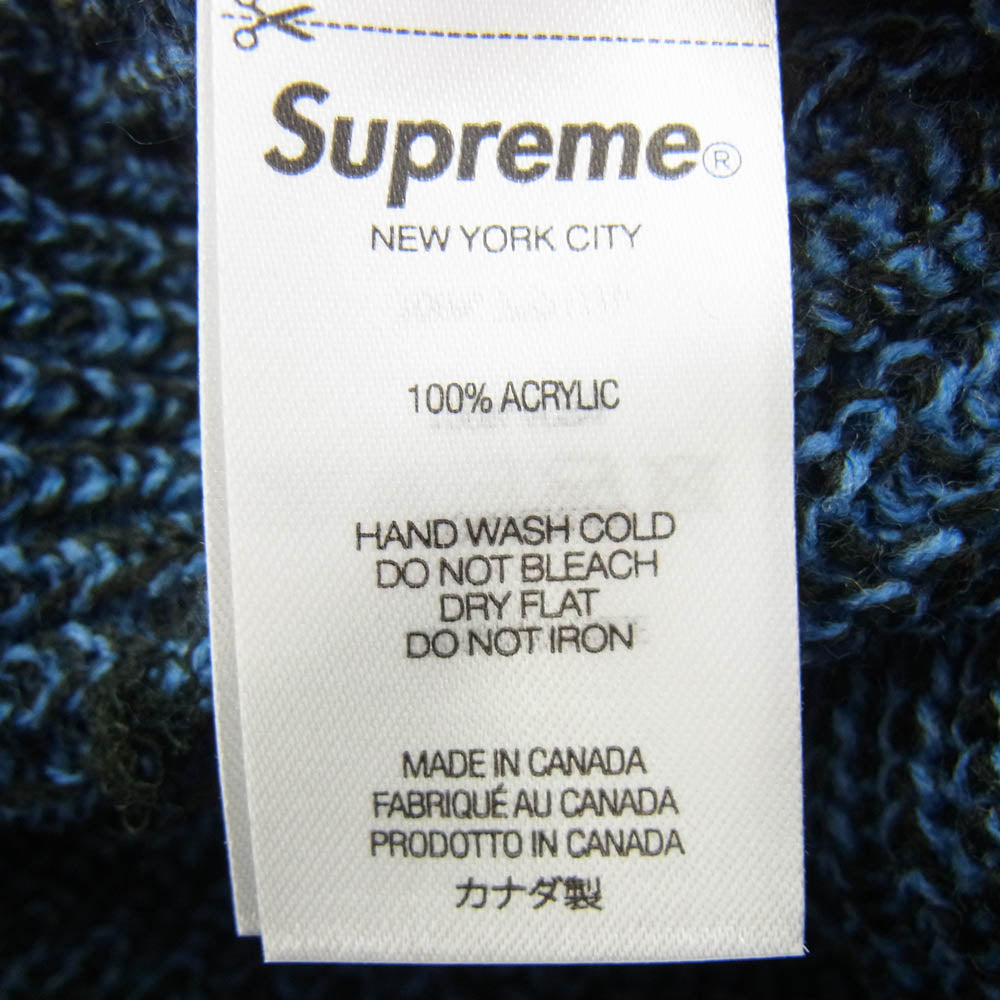 Supreme®
NEW YORK CITY
100% ACRYLIC
HAND WASH COLD
DO NOT BLEACH
DRY FLAT
DO NOT IRON
MADE IN CANADA
FABRIQUÉ AU CANADA
PRODOTTO IN CANADA
カナダ製